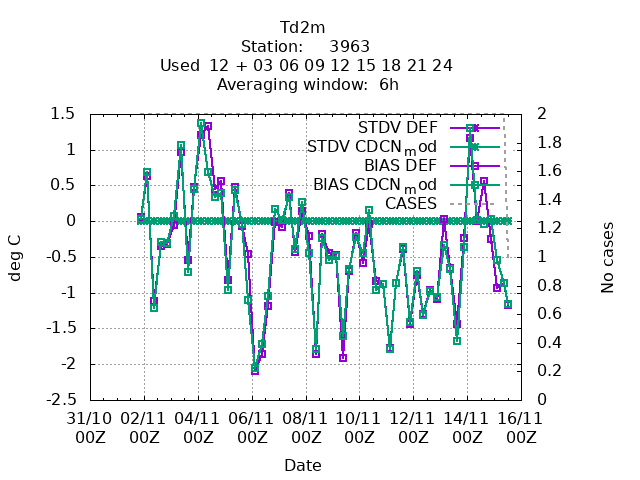 Td2m
Station: 3963
Used 12 + 03 06 09 12 15 18 21 24
Averaging window: 6h
STDV DEF
STDV CDCNmod
BIAS DEF
BIAS CDCNmod
CASES
1.5
1
0.5
0
-0.5
-1
-1.5
-2
-2.5
deg C
2
1.8
1.6
1.4
1.2
1
0.8
0.6
0.4
0.2
0
No cases
31/10 02/11 04/11 06/11 08/11 10/11 12/11 14/11 16/11
00Z 00Z 00Z 00Z 00Z 00Z 00Z 00Z 00Z
Date